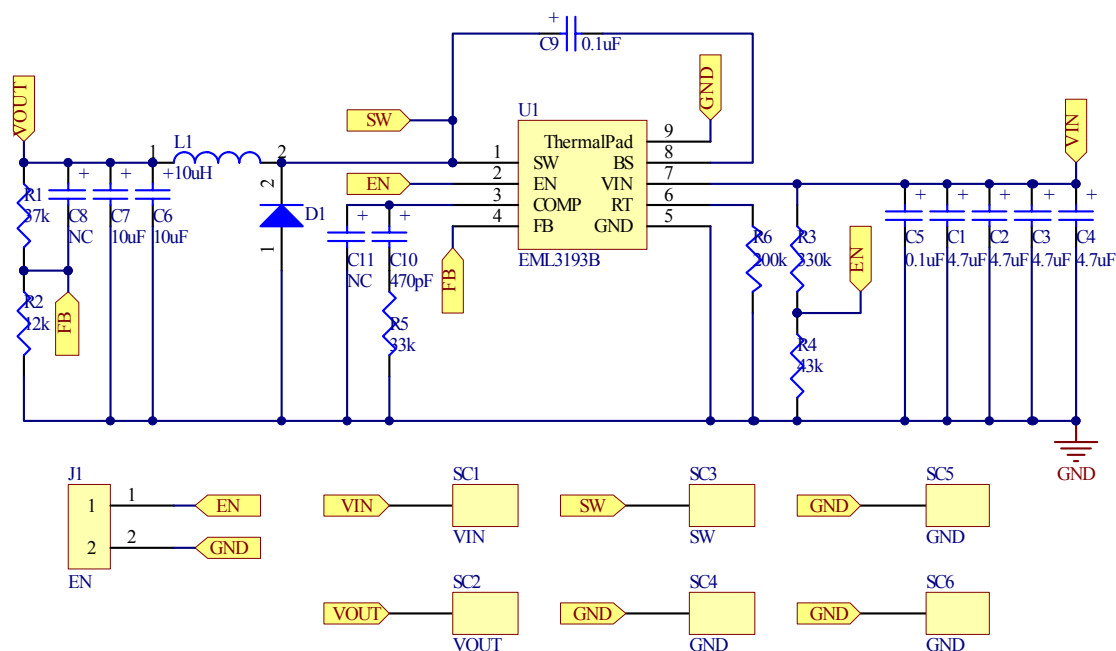 +
C9 0.1uF
VOUT
GND
U1
SW
ThermalPad 9
VIN
L1
1 2
10uH
1 SW BS 8
2 EN VIN 7
3 COMP RT 6
4 FB GND 5
EML3193B
EN
FB
R1
37k
+
C8
NC
+
C7
10uF
+
C6
10uF
R2
12k
FB
2
D1
1
+
C11
NC
+
C10
470pF
R5
33k
R6
200k
R3
330k
EN
R4
43k
+
C5
0.1uF
+
C1
4.7uF
+
C2
4.7uF
+
C3
4.7uF
+
C4
4.7uF
GND
J1
1 1 EN
2 2 GND
EN
SC1
VIN
VIN
SC3
SW
SW
SC5
GND
GND
SC2
VOUT
VOUT
SC4
GND
GND
SC6
GND
GND